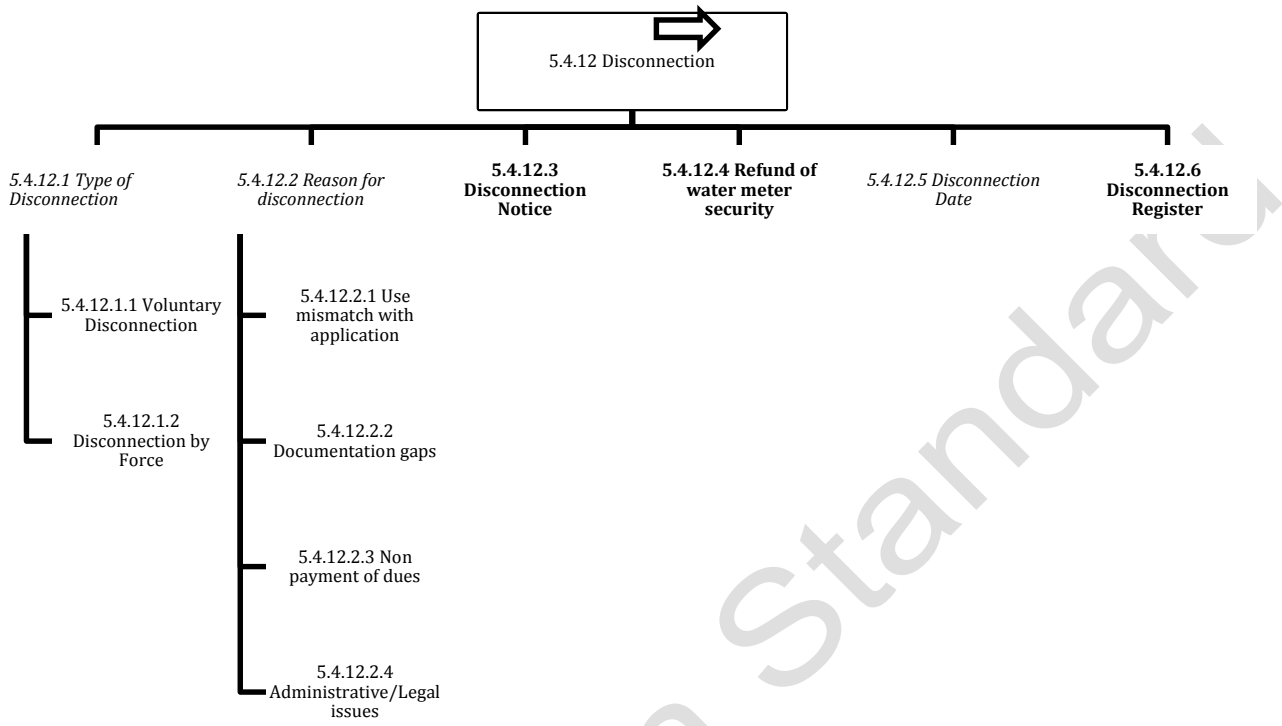 5.4.12 Disconnection
5.4.12.1 Type of
Disconnection
5.4.12.2 Reason for
disconnection
5.4.12.3
Disconnection
Notice
5.4.12.4 Refund of
water meter
security
5.4.12.5 Disconnection
Date
5.4.12.6
Disconnection
Register
5.4.12.1.1 Voluntary
Disconnection
5.4.12.1.2
Disconnection by
Force
5.4.12.2.1 Use
mismatch with
application
5.4.12.2.2
Documentation gaps
5.4.12.2.3 Non
payment of dues
5.4.12.2.4
Administrative/Legal
issues
Standard